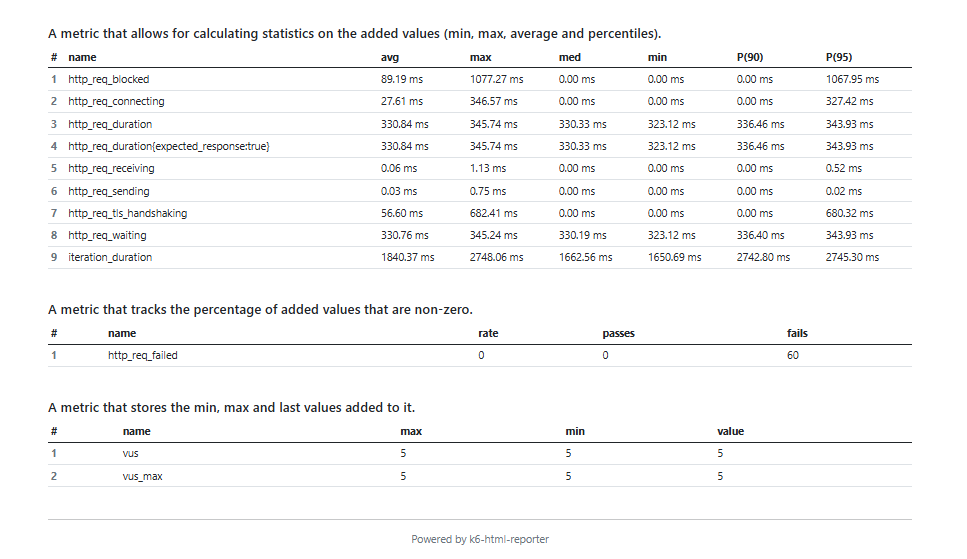 A metric that allows for calculating statistics on the added values (min, max, average and percentiles).
# name avg max med min P(90) P(95)
1 http_req_blocked 89.19 ms 1077.27 ms 0.00 ms 0.00 ms 0.00 ms 1067.95 ms
2 http_req_connecting 27.61 ms 346.57 ms 0.00 ms 0.00 ms 0.00 ms 327.42 ms
3 http_req_duration 330.84 ms 345.74 ms 330.33 ms 323.12 ms 336.46 ms 343.93 ms
4 http_req_duration{expected_response:true} 330.84 ms 345.74 ms 330.33 ms 323.12 ms 336.46 ms 343.93 ms
5 http_req_receiving 0.06 ms 1.13 ms 0.00 ms 0.00 ms 0.00 ms 0.52 ms
6 http_req_sending 0.03 ms 0.75 ms 0.00 ms 0.00 ms 0.00 ms 0.02 ms
7 http_req_tls_handshaking 56.60 ms 682.41 ms 0.00 ms 0.00 ms 0.00 ms 680.32 ms
8 http_req_waiting 330.76 ms 345.24 ms 330.19 ms 323.12 ms 336.40 ms 343.93 ms
9 iteration_duration 1840.37 ms 2748.06 ms 1662.56 ms 1650.69 ms 2742.80 ms 2745.30 ms
A metric that tracks the percentage of added values that are non-zero.
# name rate passes fails
1 http_req_failed 0 0 60
A metric that stores the min, max and last values added to it.
# name max min value
1 vus 5 5 5
2 vus_max 5 5 5
Powered by k6-html-reporter